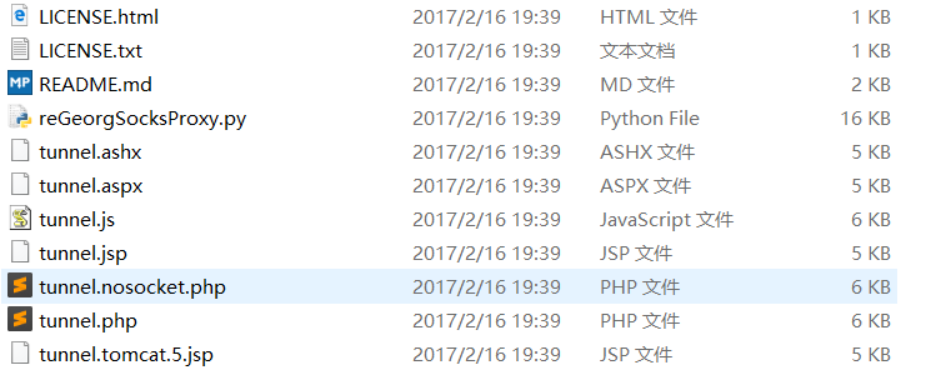 LICENSE.html 2017/2/16 19:39 HTML 文件 1 KB
LICENSE.txt 2017/2/16 19:39 文本文档 1 KB
MP README.md 2017/2/16 19:39 MD 文件 2 KB
reGeorgSocksProxy.py 2017/2/16 19:39 Python File 16 KB
tunnel.ashx 2017/2/16 19:39 ASHX 文件 5 KB
tunnel.aspx 2017/2/16 19:39 ASPX 文件 5 KB
tunnel.js 2017/2/16 19:39 JavaScript 文件 6 KB
tunnel.jsp 2017/2/16 19:39 JSP 文件 5 KB
tunnel.nosocket.php 2017/2/16 19:39 PHP 文件 6 KB
tunnel.php 2017/2/16 19:39 PHP 文件 6 KB
tunnel.tomcat.5.jsp 2017/2/16 19:39 JSP 文件 5 KB